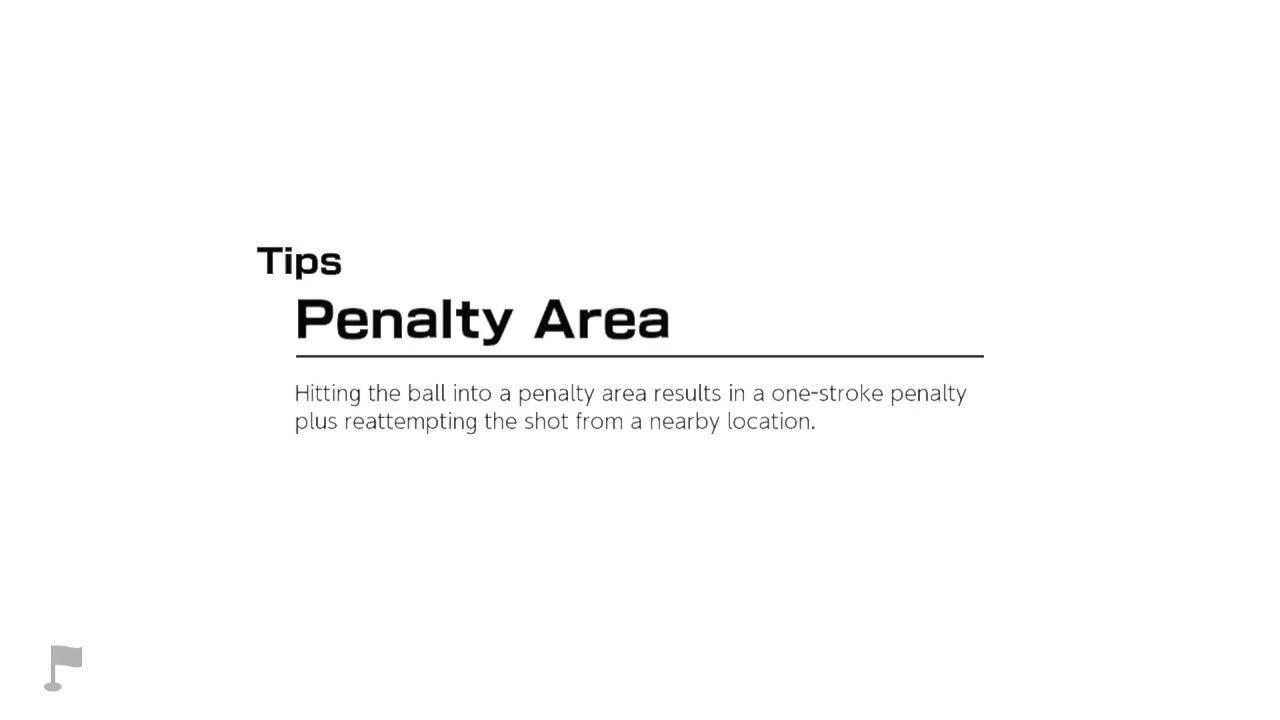 Tips
Penalty Area
Hitting the ball into a penalty area results in a one-stroke penalty
plus reattempting the shot from a nearby location.